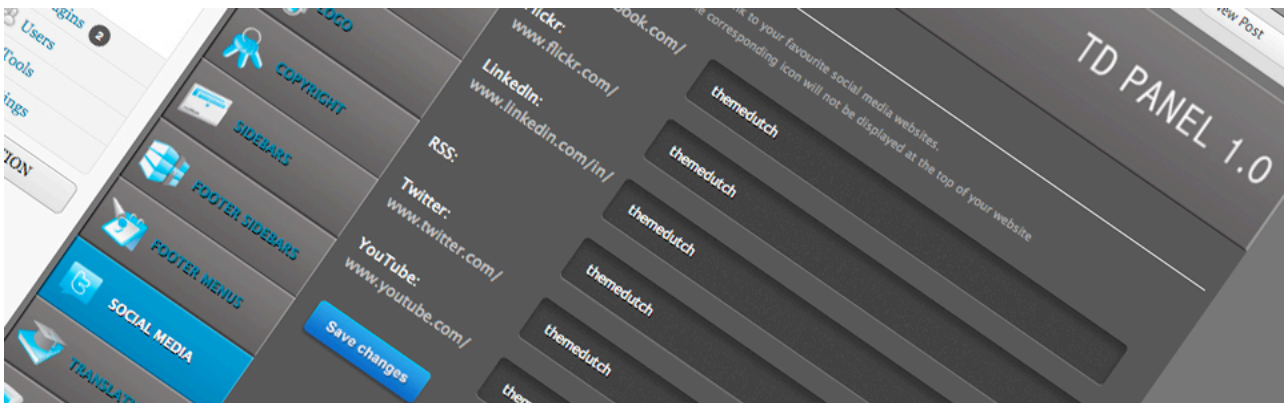 Plugins 2
Users
Tools
LOGO
COPYRIGHT
SIDEBARS
FOOTER SIDEBARS
FOOTER MENUS
SOCIAL MEDIA
Flickr:
www.flickr.com/
LinkedIn:
www.linkedin.com/in/
RSS:
Twitter:
www.twitter.com/
YouTube:
www.youtube.com/
Save changes
to your favourite social media websites.
corresponding icon will not be displayed at the top of your website
themedutch
themedutch
themedutch
themedutch
themedutch
TD PANEL 1.0
New Post